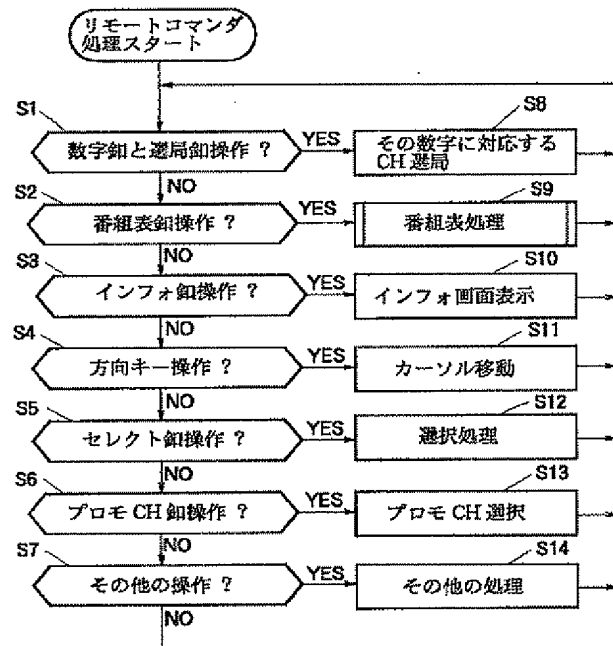 リモートコマンダ
処理スタート
S1
数字釦と選局釦操作 ?
YES
S8
その数字に対応する
CH 選局
NO
S2
番組表釦操作 ?
YES
S9
番組表処理
NO
S3
インフォ釦操作 ?
YES
S10
インフォ画面表示
NO
S4
方向キー操作 ?
YES
S11
カーソル移動
NO
S5
セレクト釦操作 ?
YES
S12
選択処理
NO
S6
プロモ CH 釦操作 ?
YES
S13
プロモ CH 選択
NO
S7
その他の操作 ?
YES
S14
その他の処理
NO